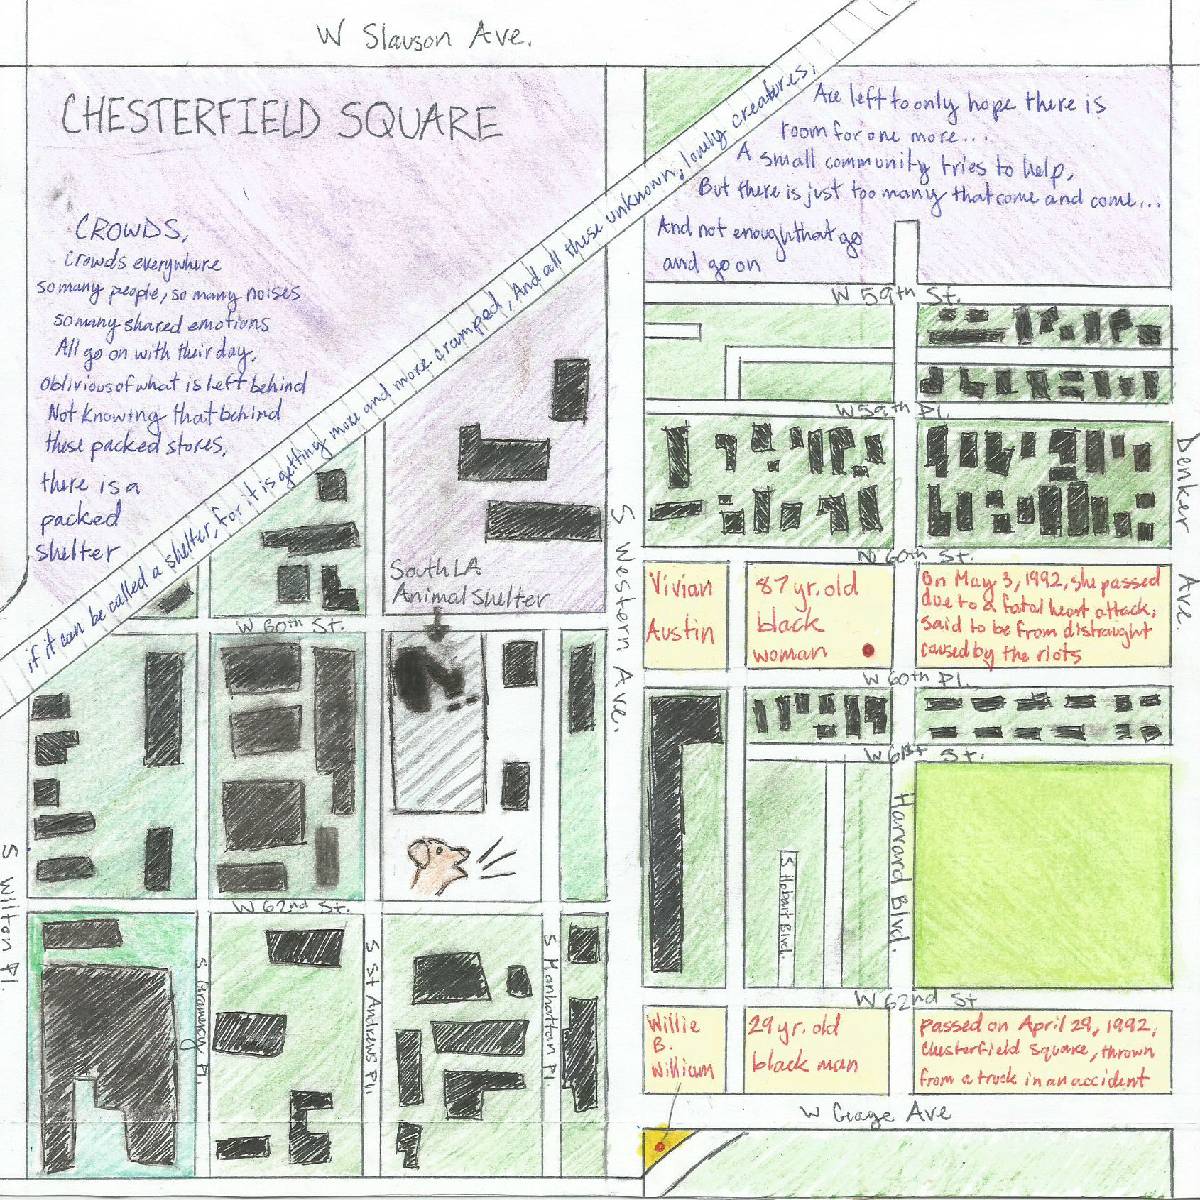 W Slauson Ave.
CHESTERFIELD SQUARE
CROWDS,
Crowds everywhere
so many people, so many noises
so many shared emotions
All go on with their day,
Oblivious of what is left behind
Not knowing that behind
these packed stores,
there is a
packed
shelter
if it can be called a shelter, for it is getting more and more cramped, And all these unknown, lonely creatures,
Are left to only hope there is
room for one more...
A small community tries to help,
But there is just too many that come and come...
And not enough that go
and go on
W 59th St.
W 59th Pl.
Denker Ave.
W 60th St.
South LA
Animal Shelter
S Western Ave.
Vivian
Austin
87 yr. old
black
woman
On May 3, 1992, she passed
due to a fatal heart attack,
said to be from distraught
caused by the riots
W 60th St.
W 60th Pl.
W 61st St.
Harvard Blvd.
S Hobart Blvd.
S Wilton Pl.
W 62nd St.
S Gramercy Pl.
S St Andrews Pl.
S Manhattan Pl.
W 62nd St
Willie
B.
William
29 yr. old
black man
passed on April 29, 1992,
Chesterfield Square, thrown
from a truck in an accident
W Gage Ave